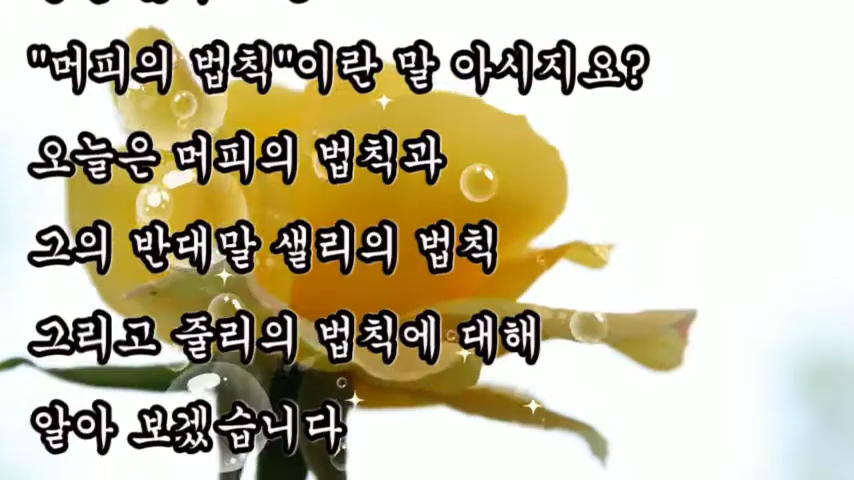 "머피의 법칙"이란 말 아시지요?
오늘은 머피의 법칙과
그의 반대말 샐리의 법칙
그리고 줄리의 법칙에 대해
알아 보겠습니다